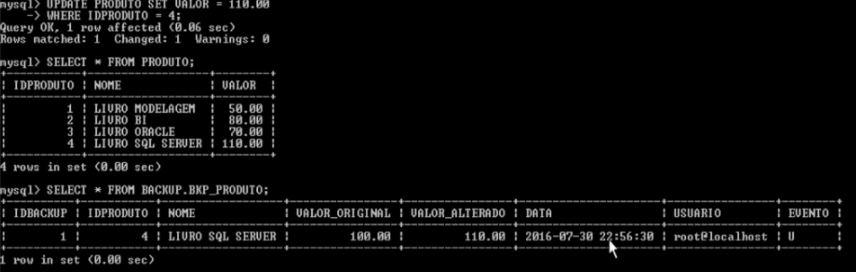 mysql> UPDATE PRODUTO SET VALOR = 110.00
    -> WHERE IDPRODUTO = 4;
Query OK, 1 row affected (0.06 sec)
Rows matched: 1  Changed: 1  Warnings: 0
mysql> SELECT * FROM PRODUTO;
+-----------+------------------+--------+
| IDPRODUTO | NOME             | VALOR  |
+-----------+------------------+--------+
|         1 | LIVRO MODELAGEM  |  50.00 |
|         2 | LIVRO BI         |  80.00 |
|         3 | LIVRO ORACLE     |  70.00 |
|         4 | LIVRO SQL SERVER | 110.00 |
+-----------+------------------+--------+
4 rows in set (0.00 sec)
mysql> SELECT * FROM BACKUP.BKP_PRODUTO;
+----------+-----------+------------------+----------------+----------------+---------------------+----------------+--------+
| IDBACKUP | IDPRODUTO | NOME             | VALOR_ORIGINAL | VALOR_ALTERADO | DATA                | USUARIO        | EVENTO |
+----------+-----------+------------------+----------------+----------------+---------------------+----------------+--------+
|        1 |         4 | LIVRO SQL SERVER |         100.00 |         110.00 | 2016-07-30 22:56:30 | root@localhost | U      |
+----------+-----------+------------------+----------------+----------------+---------------------+----------------+--------+
1 row in set (0.00 sec)